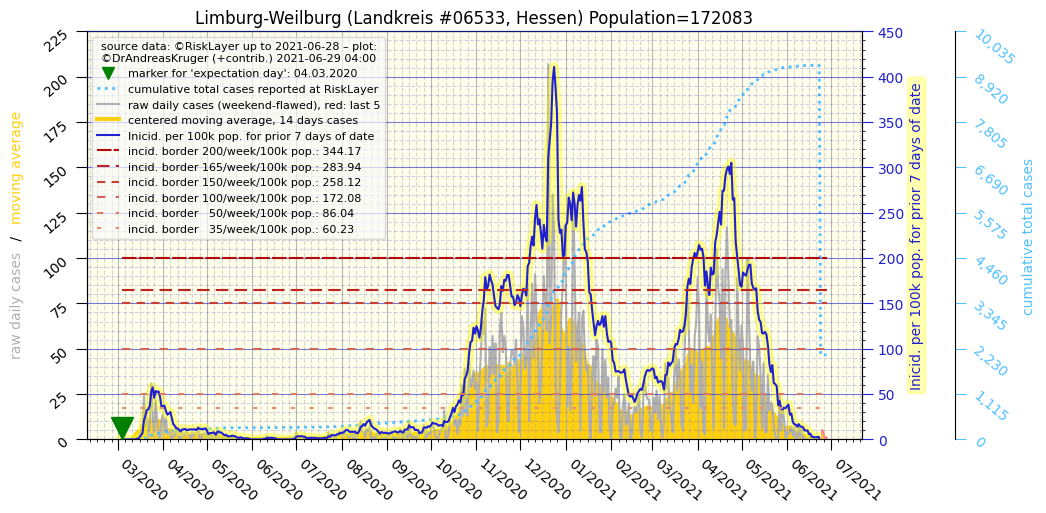 Limburg-Weilburg (Landkreis #06533, Hessen) Population=172083
source data: ©RiskLayer up to 2021-06-28 – plot:
©DrAndreasKruger (+contrib.) 2021-06-29 04:00
marker for 'expectation day': 04.03.2020
cumulative total cases reported at RiskLayer
raw daily cases (weekend-flawed), red: last 5
centered moving average, 14 days cases
Inicid. per 100k pop. for prior 7 days of date
incid. border 200/week/100k pop.: 344.17
incid. border 165/week/100k pop.: 283.94
incid. border 150/week/100k pop.: 258.12
incid. border 100/week/100k pop.: 172.08
incid. border 50/week/100k pop.: 86.04
incid. border 35/week/100k pop.: 60.23
raw daily cases / moving average
225
200
175
150
125
100
75
50
25
0
03/2020
04/2020
05/2020
06/2020
07/2020
08/2020
09/2020
10/2020
11/2020
12/2020
01/2021
02/2021
03/2021
04/2021
05/2021
06/2021
07/2021
450
400
350
300
250
200
150
100
50
0
Inicid. per 100k pop. for prior 7 days of date
10,035
8,920
7,805
6,690
5,575
4,460
3,345
2,230
1,115
0
cumulative total cases